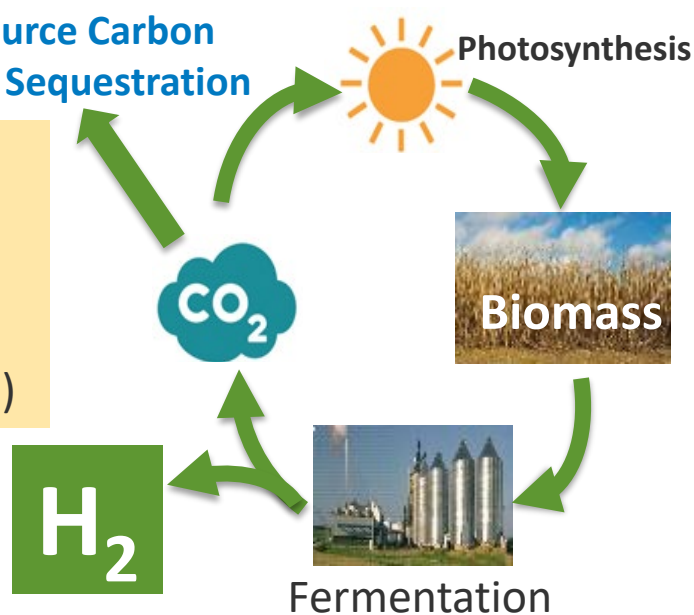 urce Carbon
Sequestration
Photosynthesis
CO₂
Biomass
)
H₂
Fermentation